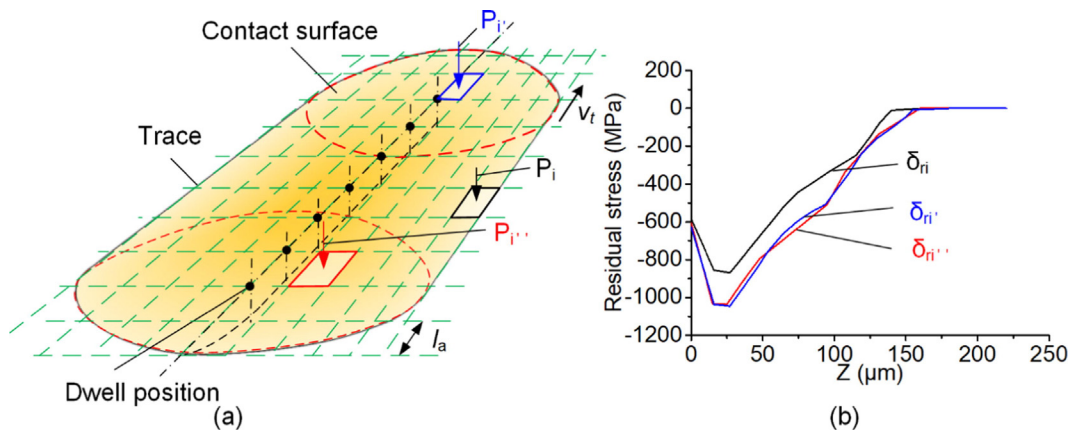 Contact surface
P_i'
Trace
v_t
P_i
P_i''
l_a
Dwell position
(a)
Residual stress (MPa)
200
0
-200
-400
-600
-800
-1000
-1200
δ_ri
δ_ri'
δ_ri''
0 50 100 150 200 250
Z (μm)
(b)